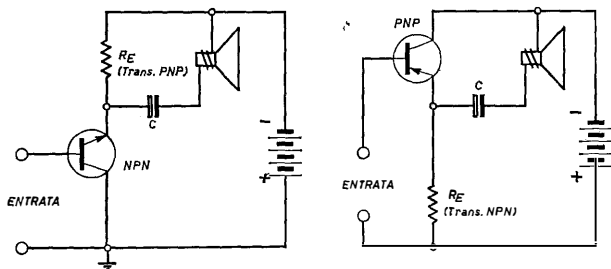 R_E
(Trans. PNP)
C
-
+
NPN
ENTRATA
PNP
C
-
+
ENTRATA
R_E
(Trans. NPN)